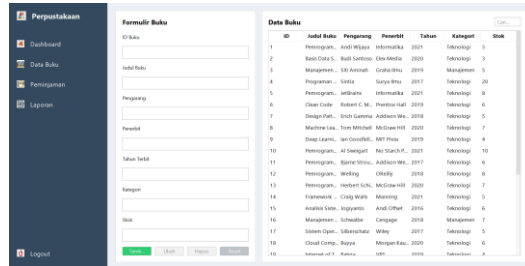 Perpustakaan
Dashboard
Data Buku
Peminjaman
Laporan
Logout
Formulir Buku
ID Buku
Judul Buku
Pengarang
Penerbit
Tahun Terbit
Kategori
Stok
Ubah Hapus
Data Buku Cari...
ID Judul Buku Pengarang Penerbit Tahun Kategori Stok
1 Pemrogram... Andi Wijaya Informatika 2021 Teknologi 5
2 Basis Data S... Budi Santoso Elex Media 2020 Teknologi 3
3 Manajemen ... Siti Aminah Graha Ilmu 2019 Manajemen 5
4 Programan ... Sintia Surya Ilmu 2017 Teknologi 20
5 Pemrogram... JetBrains Informatika 2021 Teknologi 8
6 Clean Code Robert C. M... Prentice Hall 2019 Teknologi 6
7 Design Patt... Erich Gamma Addison We... 2018 Teknologi 5
8 Machine Lea... Tom Mitchell McGraw Hill 2020 Teknologi 7
9 Deep Learni... Ian Goodfell... MIT Press 2019 Teknologi 4
10 Pemrogram... Al Sweigart No Starch P... 2021 Teknologi 10
11 Pemrogram... Bjarne Strou... Addison We... 2017 Teknologi 6
12 Pemrogram... Welling OReilly 2018 Teknologi 8
13 Pemrogram... Herbert Schi... McGraw Hill 2020 Teknologi 7
14 Framework ... Craig Walls Manning 2021 Teknologi 5
15 Analisis Siste... Jogiyanto Andi Offset 2016 Teknologi 6
16 Manajemen ... Schwalbe Cengage 2018 Manajemen 7
17 Sistem Oper... Silberschatz Wiley 2017 Teknologi 5
18 Cloud Comp... Buyya Morgan Kau... 2020 Teknologi 6
19 Internet of T... Bahga VPT 2019 Teknologi 4